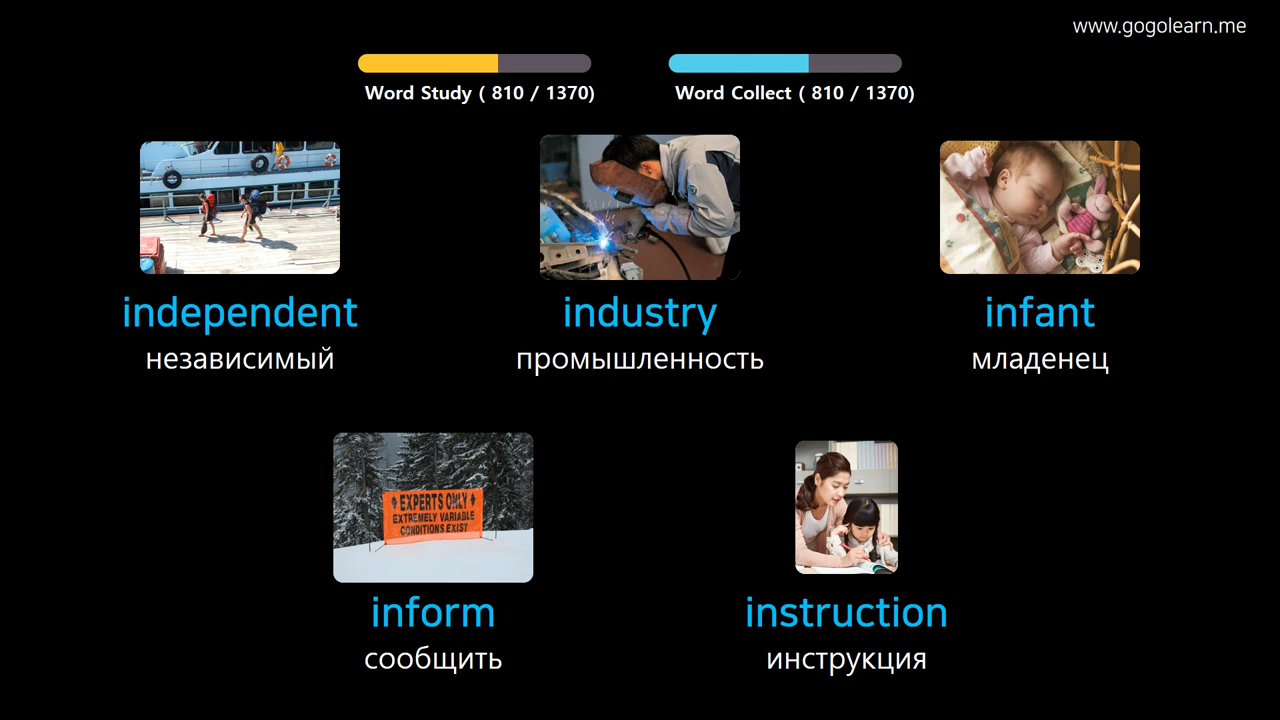 www.gogolearn.me
Word Study ( 810 / 1370)
Word Collect ( 810 / 1370)
independent
независимый
industry
промышленность
infant
младенец
EXPERTS ONLY
EXTREMELY VARIABLE
CONDITIONS EXIST
inform
сообщить
instruction
инструкция